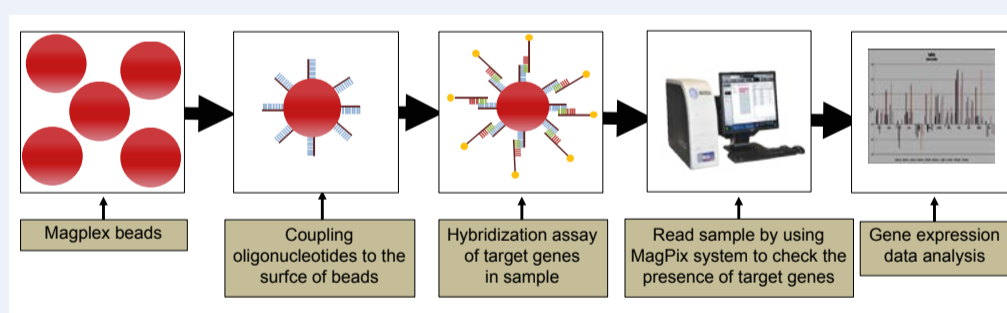 Magplex beads
Coupling
oligonucleotides to the
surfce of beads
Hybridization assay
of target genes
in sample
Read sample by using
MagPix system to check the
presence of target genes
Gene expression
data analysis